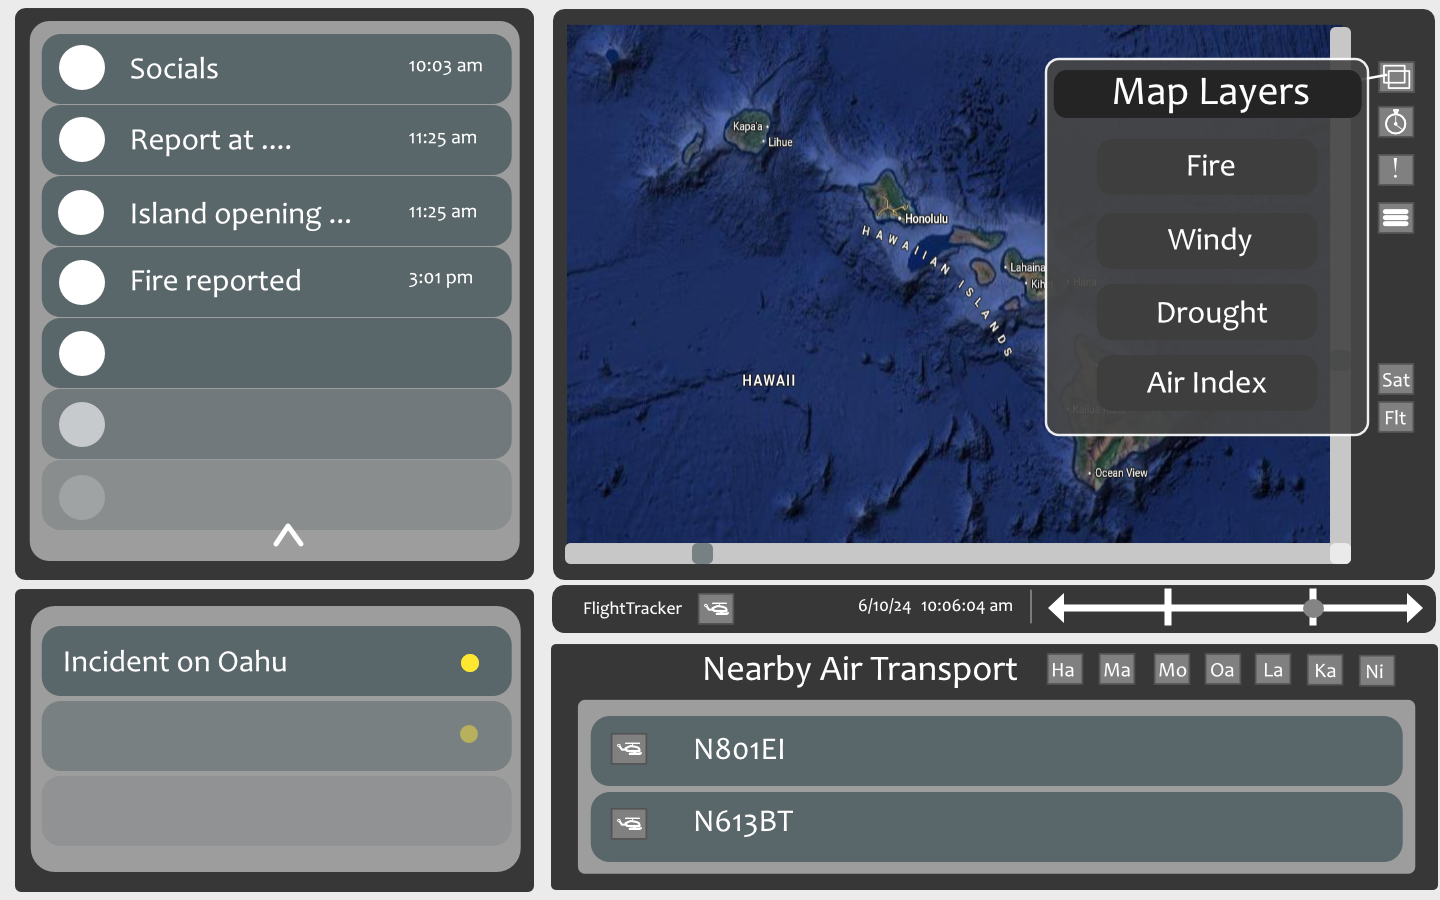 Socials
10:03 am
Report at ....
11:25 am
Island opening ...
11:25 am
Fire reported
3:01 pm
Incident on Oahu
Kapa'a
Lihue
Honolulu
HAWAIIAN ISLANDS
Lahaina
Kih
Hana
HAWAII
Ocean View
Map Layers
Fire
Windy
Drought
Air Index
!
Sat
Flt
FlightTracker
6/10/24 10:06:04 am
Nearby Air Transport
Ha
Ma
Mo
Oa
La
Ka
Ni
N801EI
N613BT